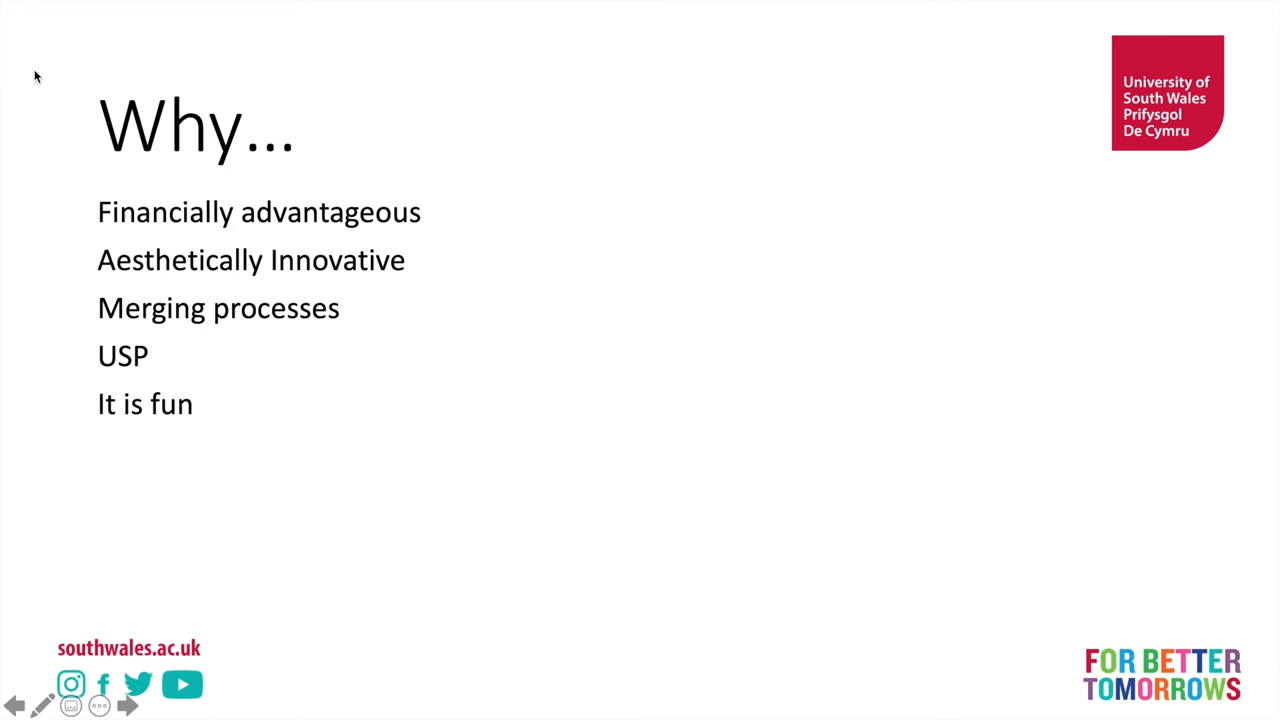 University of
South Wales
Prifysgol
De Cymru
Why...
Financially advantageous
Aesthetically Innovative
Merging processes
USP
It is fun
southwales.ac.uk
FOR BETTER
TOMORROWS